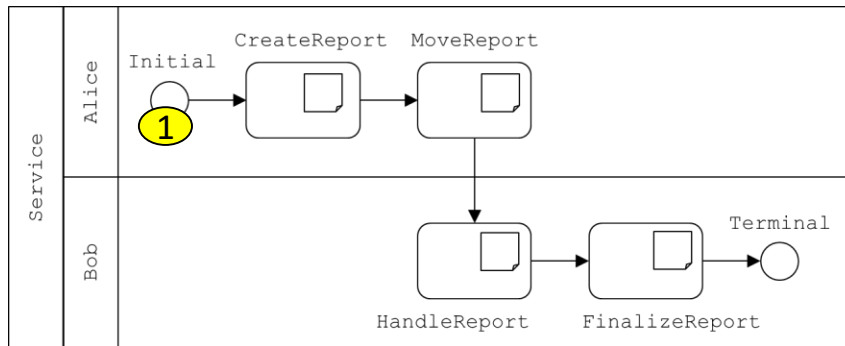 Service
Alice
Initial
CreateReport
MoveReport
1
Bob
HandleReport
FinalizeReport
Terminal